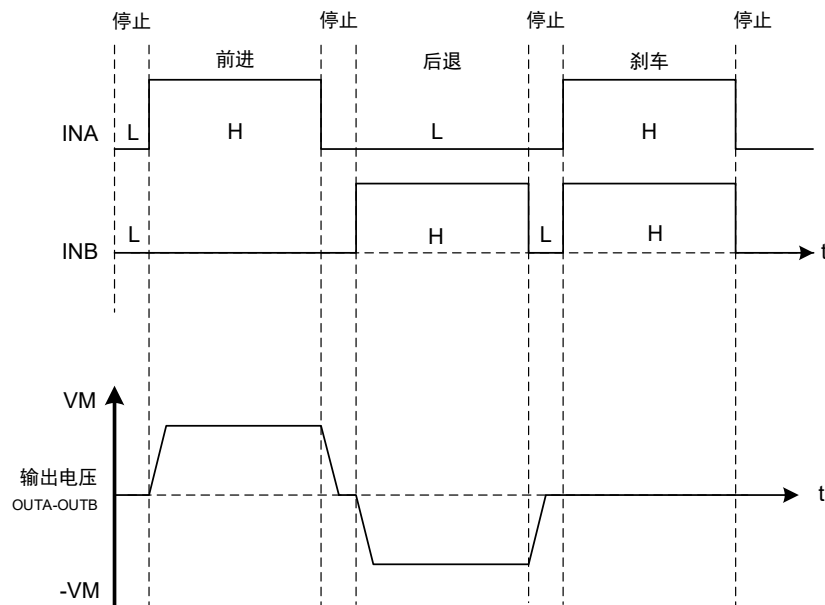 停止 停止 停止 停止
前进 后退 刹车
INA L H L H
L
INB H L H t
VM
输出电压
OUTA-OUTB t
-VM